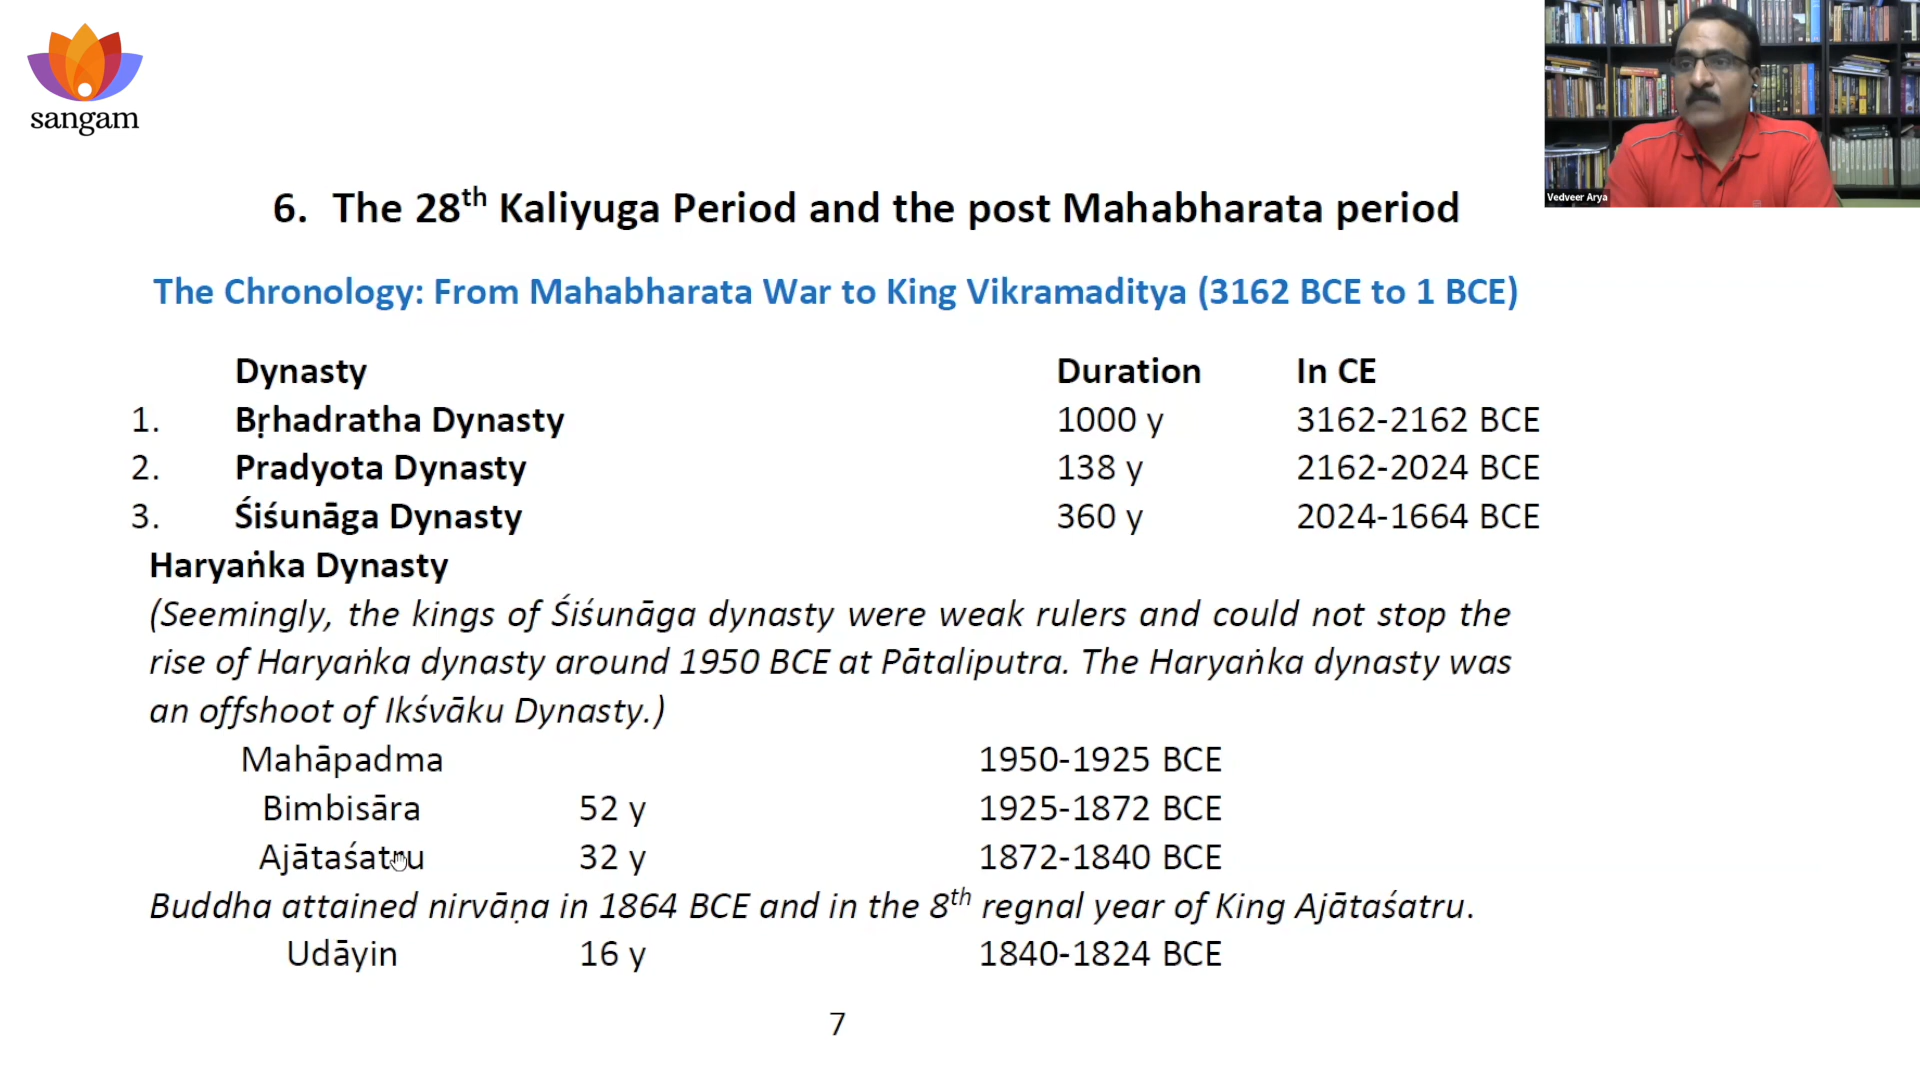 sangam
Vedveer Arya
6. The 28th Kaliyuga Period and the post Mahabharata period
The Chronology: From Mahabharata War to King Vikramaditya (3162 BCE to 1 BCE)
Dynasty Duration In CE
1. Bṛhadratha Dynasty 1000 y 3162-2162 BCE
2. Pradyota Dynasty 138 y 2162-2024 BCE
3. Śiśunāga Dynasty 360 y 2024-1664 BCE
Haryaṅka Dynasty
(Seemingly, the kings of Śiśunāga dynasty were weak rulers and could not stop the
rise of Haryaṅka dynasty around 1950 BCE at Pātaliputra. The Haryaṅka dynasty was
an offshoot of Ikśvāku Dynasty.)
Mahāpadma 1950-1925 BCE
Bimbisāra 52 y 1925-1872 BCE
Ajātaśatru 32 y 1872-1840 BCE
Buddha attained nirvāṇa in 1864 BCE and in the 8th regnal year of King Ajātaśatru.
Udāyin 16 y 1840-1824 BCE
7